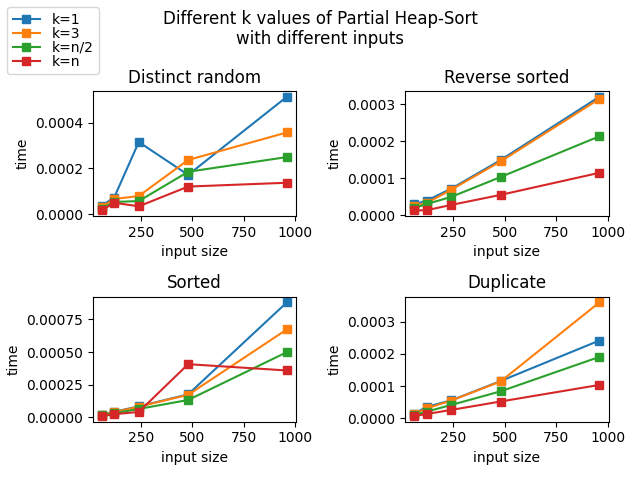 Different k values of Partial Heap-Sort
with different inputs
k=1
k=3
k=n/2
k=n
Distinct random
0.0004
0.0002
0.0000
time
250
500
750
1000
input size
Reverse sorted
0.0003
0.0002
0.0001
0.0000
time
250
500
750
1000
input size
Sorted
0.00075
0.00050
0.00025
0.00000
time
250
500
750
1000
input size
Duplicate
0.0003
0.0002
0.0001
0.0000
time
250
500
750
1000
input size